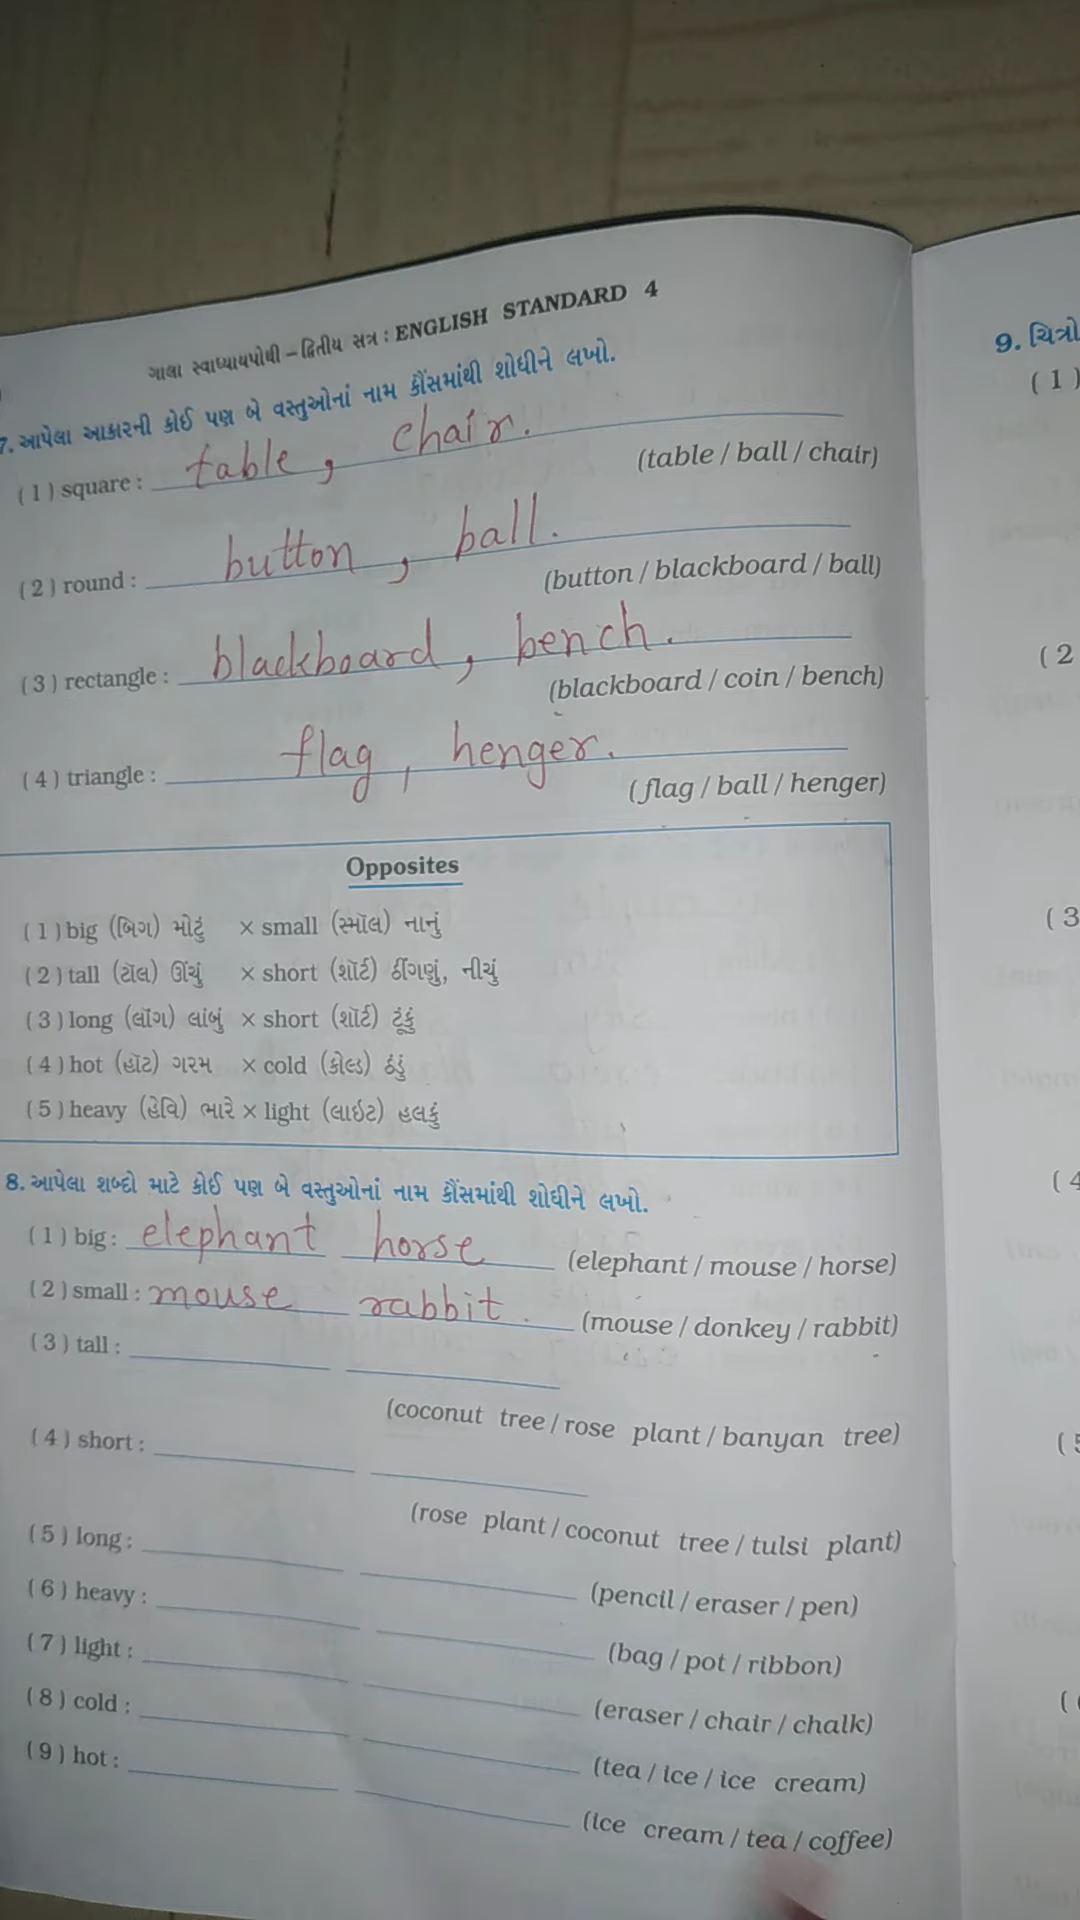 ગાલા સ્વાધ્યાયપોથી – દ્વિતીય સત્ર : ENGLISH STANDARD 4
7. આપેલા આકારની કોઈ પણ બે વસ્તુઓનાં નામ કૌંસમાંથી શોધીને લખો.
( 1 ) square : table, chair.
(table / ball / chair)
( 2 ) round : button, ball.
(button / blackboard / ball)
( 3 ) rectangle : blackboard, bench.
(blackboard / coin / bench)
( 4 ) triangle : flag, henger.
( flag / ball / henger)
Opposites
( 1 ) big (બિગ) મોટું × small (સ્મૉલ) નાનું
( 2 ) tall (ટૉલ) ઊંચું × short (શૉર્ટ) ઠીંગણું, નીચું
( 3 ) long (લૉંગ) લાંબું × short (શૉર્ટ) ટૂંકું
( 4 ) hot (હૉટ) ગરમ × cold (કોલ્ડ) ઠંડું
( 5 ) heavy (હેવિ) ભારે × light (લાઇટ) હલકું
8. આપેલા શબ્દો માટે કોઈ પણ બે વસ્તુઓનાં નામ કૌંસમાંથી શોધીને લખો.
( 1 ) big : elephant horse (elephant / mouse / horse)
( 2 ) small : mouse rabbit. (mouse / donkey / rabbit)
( 3 ) tall :
(coconut tree / rose plant / banyan tree)
( 4 ) short :
(rose plant / coconut tree / tulsi plant)
( 5 ) long : (pencil / eraser / pen)
( 6 ) heavy : (bag / pot / ribbon)
( 7 ) light : (eraser / chair / chalk)
( 8 ) cold : (tea / ice / ice cream)
( 9 ) hot : (ice cream / tea / coffee)
9. ચિત્રો
( 1 )
( 2
( 3
( 4
( 5